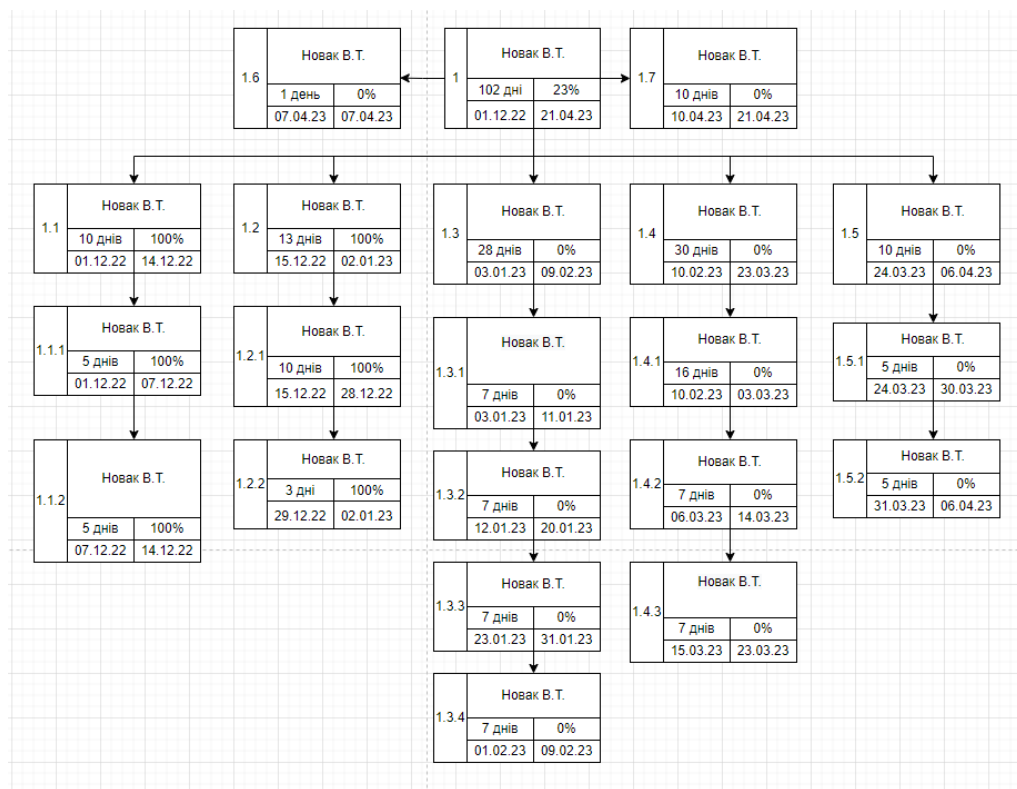 1.6
Новак В.Т.
1 день 0%
07.04.23 07.04.23
1
Новак В.Т.
102 дні 23%
01.12.22 21.04.23
1.7
Новак В.Т.
10 днів 0%
10.04.23 21.04.23
1.1
Новак В.Т.
10 днів 100%
01.12.22 14.12.22
1.2
Новак В.Т.
13 днів 100%
15.12.22 02.01.23
1.3
Новак В.Т.
28 днів 0%
03.01.23 09.02.23
1.4
Новак В.Т.
30 днів 0%
10.02.23 23.03.23
1.5
Новак В.Т.
10 днів 0%
24.03.23 06.04.23
1.1.1
Новак В.Т.
5 днів 100%
01.12.22 07.12.22
1.2.1
Новак В.Т.
10 днів 100%
15.12.22 28.12.22
1.3.1
Новак В.Т.
7 днів 0%
03.01.23 11.01.23
1.4.1
Новак В.Т.
16 днів 0%
10.02.23 03.03.23
1.5.1
Новак В.Т.
5 днів 0%
24.03.23 30.03.23
1.1.2
Новак В.Т.
5 днів 100%
07.12.22 14.12.22
1.2.2
Новак В.Т.
3 дні 100%
29.12.22 02.01.23
1.3.2
Новак В.Т.
7 днів 0%
12.01.23 20.01.23
1.4.2
Новак В.Т.
7 днів 0%
06.03.23 14.03.23
1.5.2
Новак В.Т.
5 днів 0%
31.03.23 06.04.23
1.3.3
Новак В.Т.
7 днів 0%
23.01.23 31.01.23
1.4.3
Новак В.Т.
7 днів 0%
15.03.23 23.03.23
1.3.4
Новак В.Т.
7 днів 0%
01.02.23 09.02.23